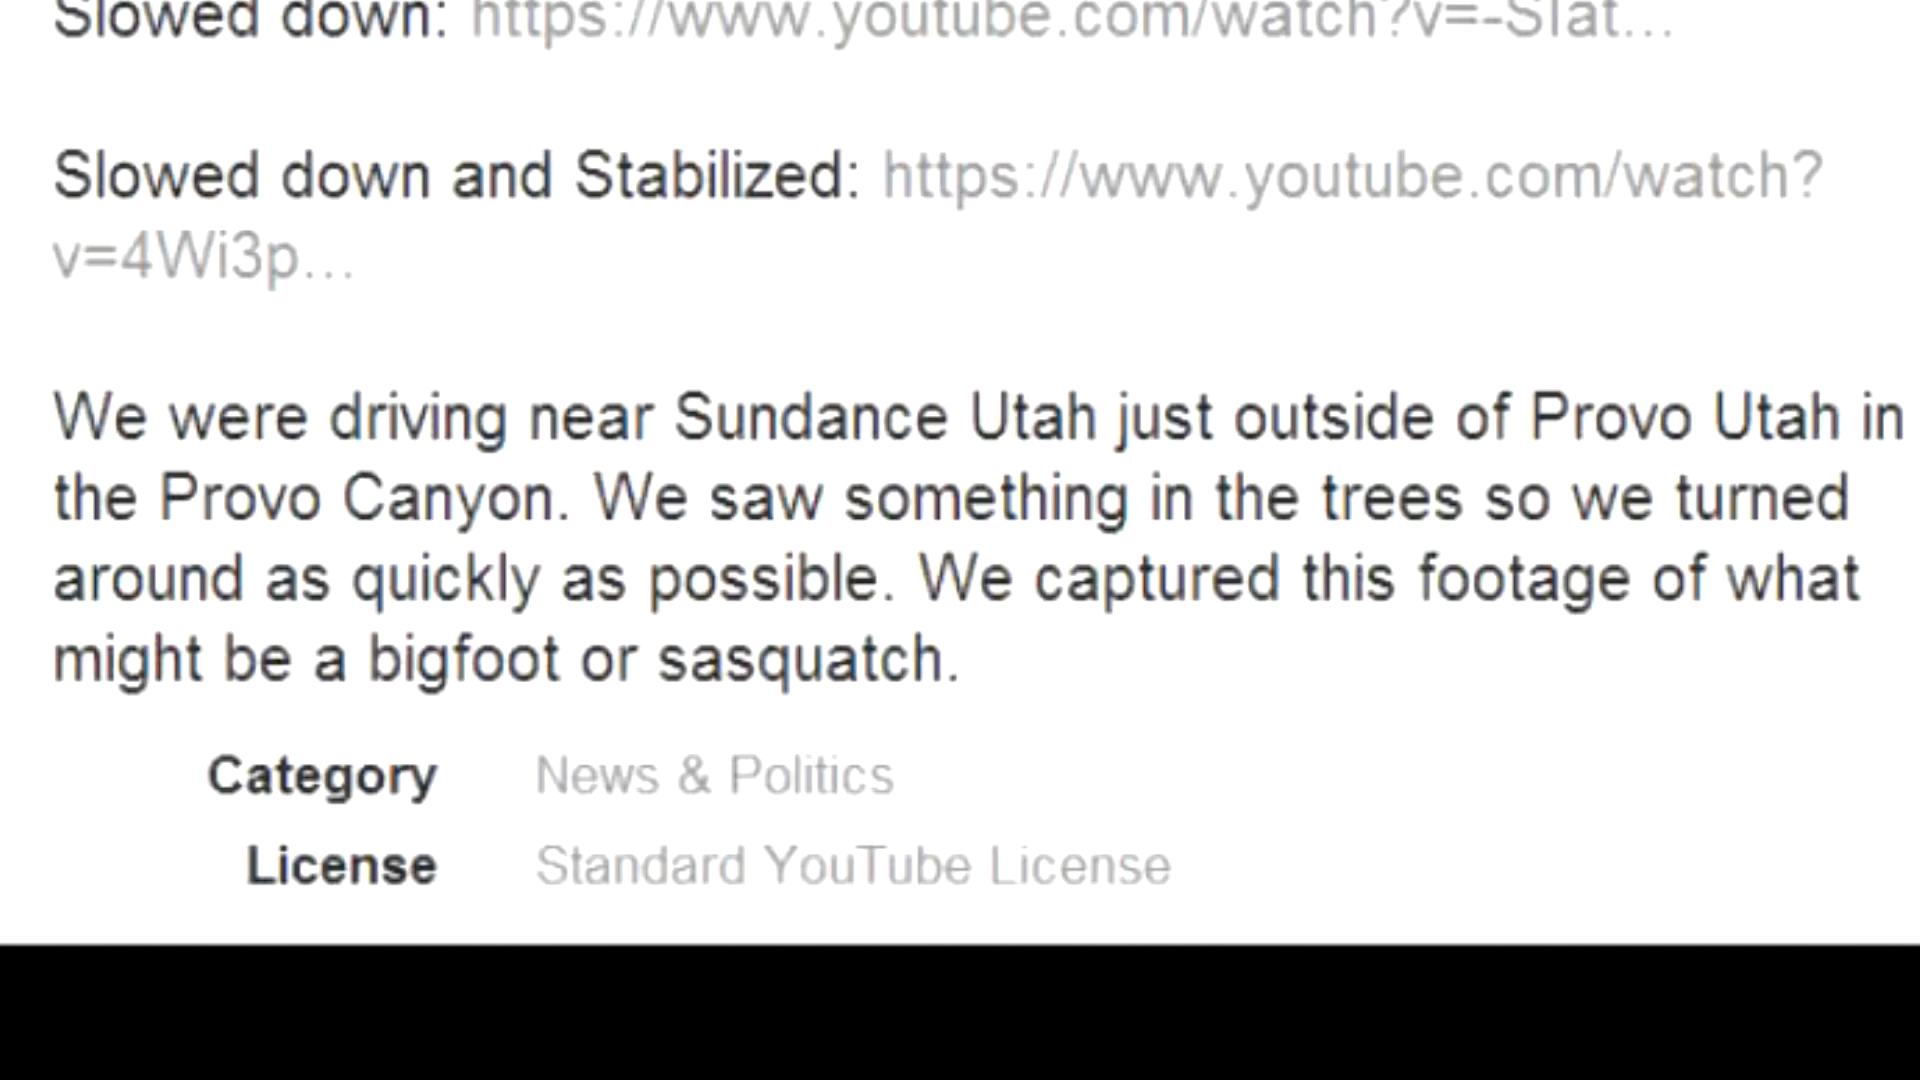 Slowed down: https://www.youtube.com/watch?v=-SIat...
Slowed down and Stabilized: https://www.youtube.com/watch?
v=4Wi3p...
We were driving near Sundance Utah just outside of Provo Utah in
the Provo Canyon. We saw something in the trees so we turned
around as quickly as possible. We captured this footage of what
might be a bigfoot or sasquatch.
Category News & Politics
License Standard YouTube License